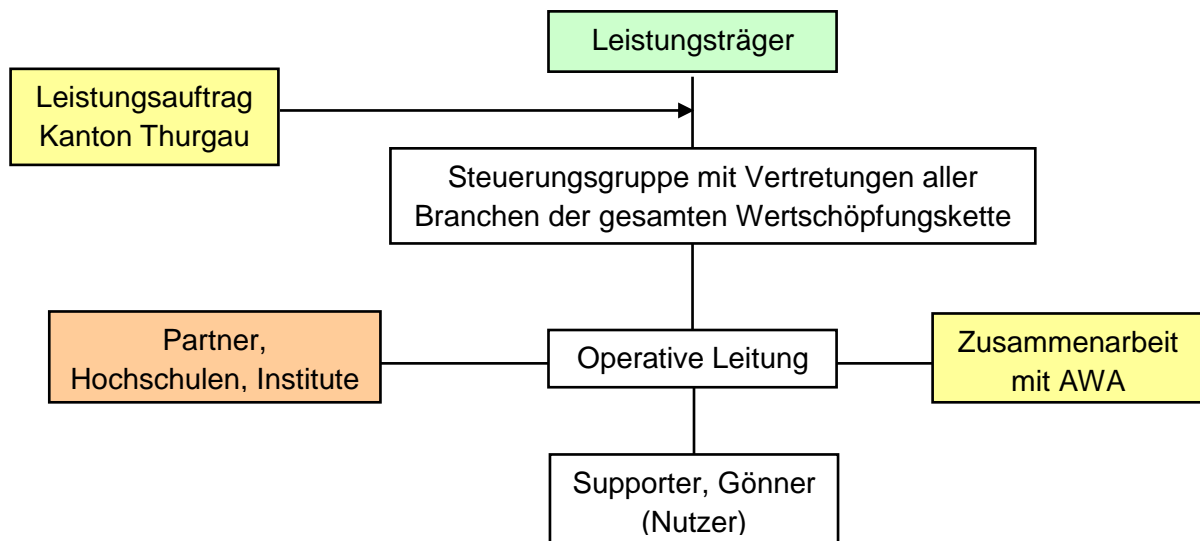 Leistungsträger
Leistungsauftrag
Kanton Thurgau
Steuerungsgruppe mit Vertretungen aller
Branchen der gesamten Wertschöpfungskette
Partner,
Hochschulen, Institute
Operative Leitung
Zusammenarbeit
mit AWA
Supporter, Gönner
(Nutzer)